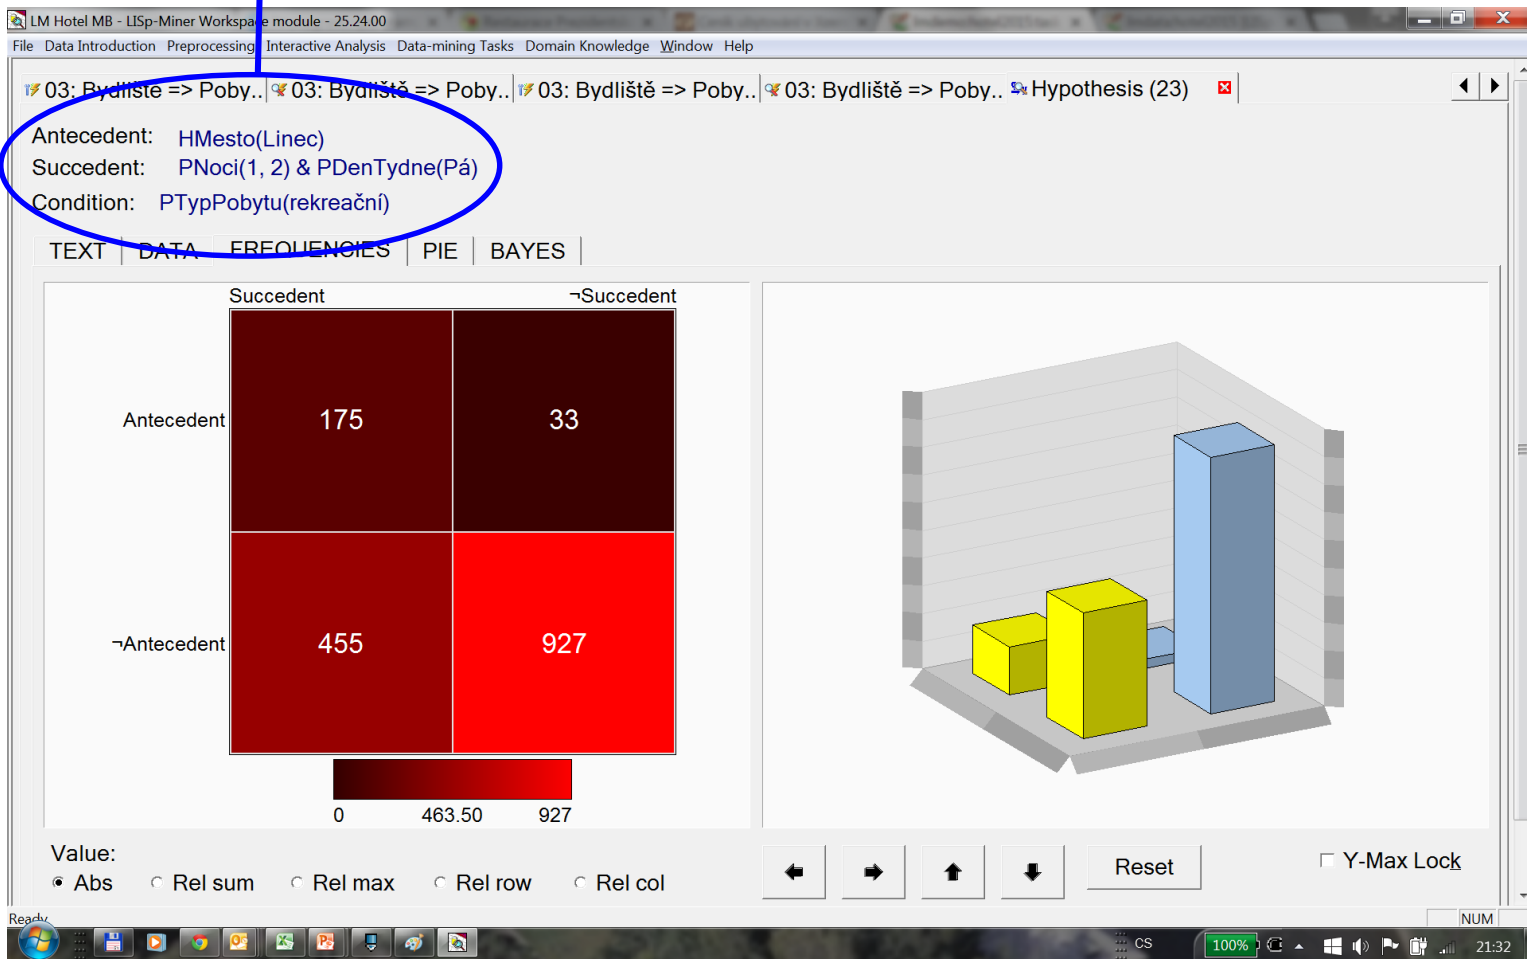 LM Hotel MB - LISp-Miner Workspace module - 25.24.00
File Data Introduction Preprocessing Interactive Analysis Data-mining Tasks Domain Knowledge Window Help
03: Bydliště => Poby.. 03: Bydliště => Poby.. 03: Bydliště => Poby.. 03: Bydliště => Poby.. Hypothesis (23)
Antecedent: HMesto(Linec)
Succedent: PNoci(1, 2) & PDenTydne(Pá)
Condition: PTypPobytu(rekreační)
TEXT DATA FREQUENCIES PIE BAYES
Succedent ¬Succedent
Antecedent 175 33
¬Antecedent 455 927
0 463.50 927
Value:
Abs Rel sum Rel max Rel row Rel col
Reset
Y-Max Lock
Ready
NUM
CS 100% 21:32